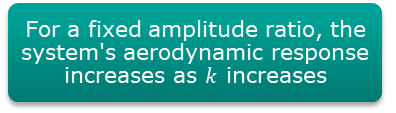 For a fixed amplitude ratio, the
system's aerodynamic response
increases as k increases